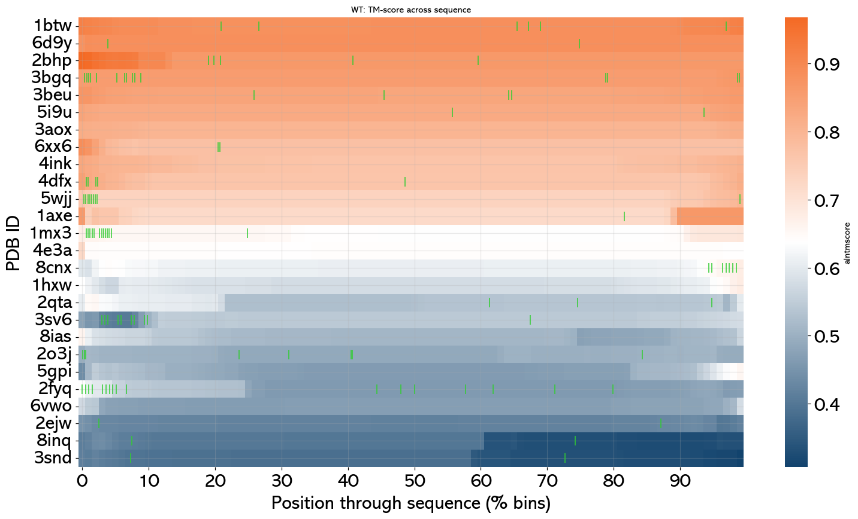 WT: TM-score across sequence
1btw
6d9y
2bhp
3bgq
3beu
5i9u
3aox
6xx6
4ink
4dfx
5wjj
1axe
1mx3
4e3a
8cnx
1hxw
2qta
3sv6
8ias
2o3j
5gpi
2fyq
6vwo
2ejw
8inq
3snd
PDB ID
0 10 20 30 40 50 60 70 80 90
Position through sequence (% bins)
0.9
0.8
0.7
0.6
0.5
0.4
aintmscore